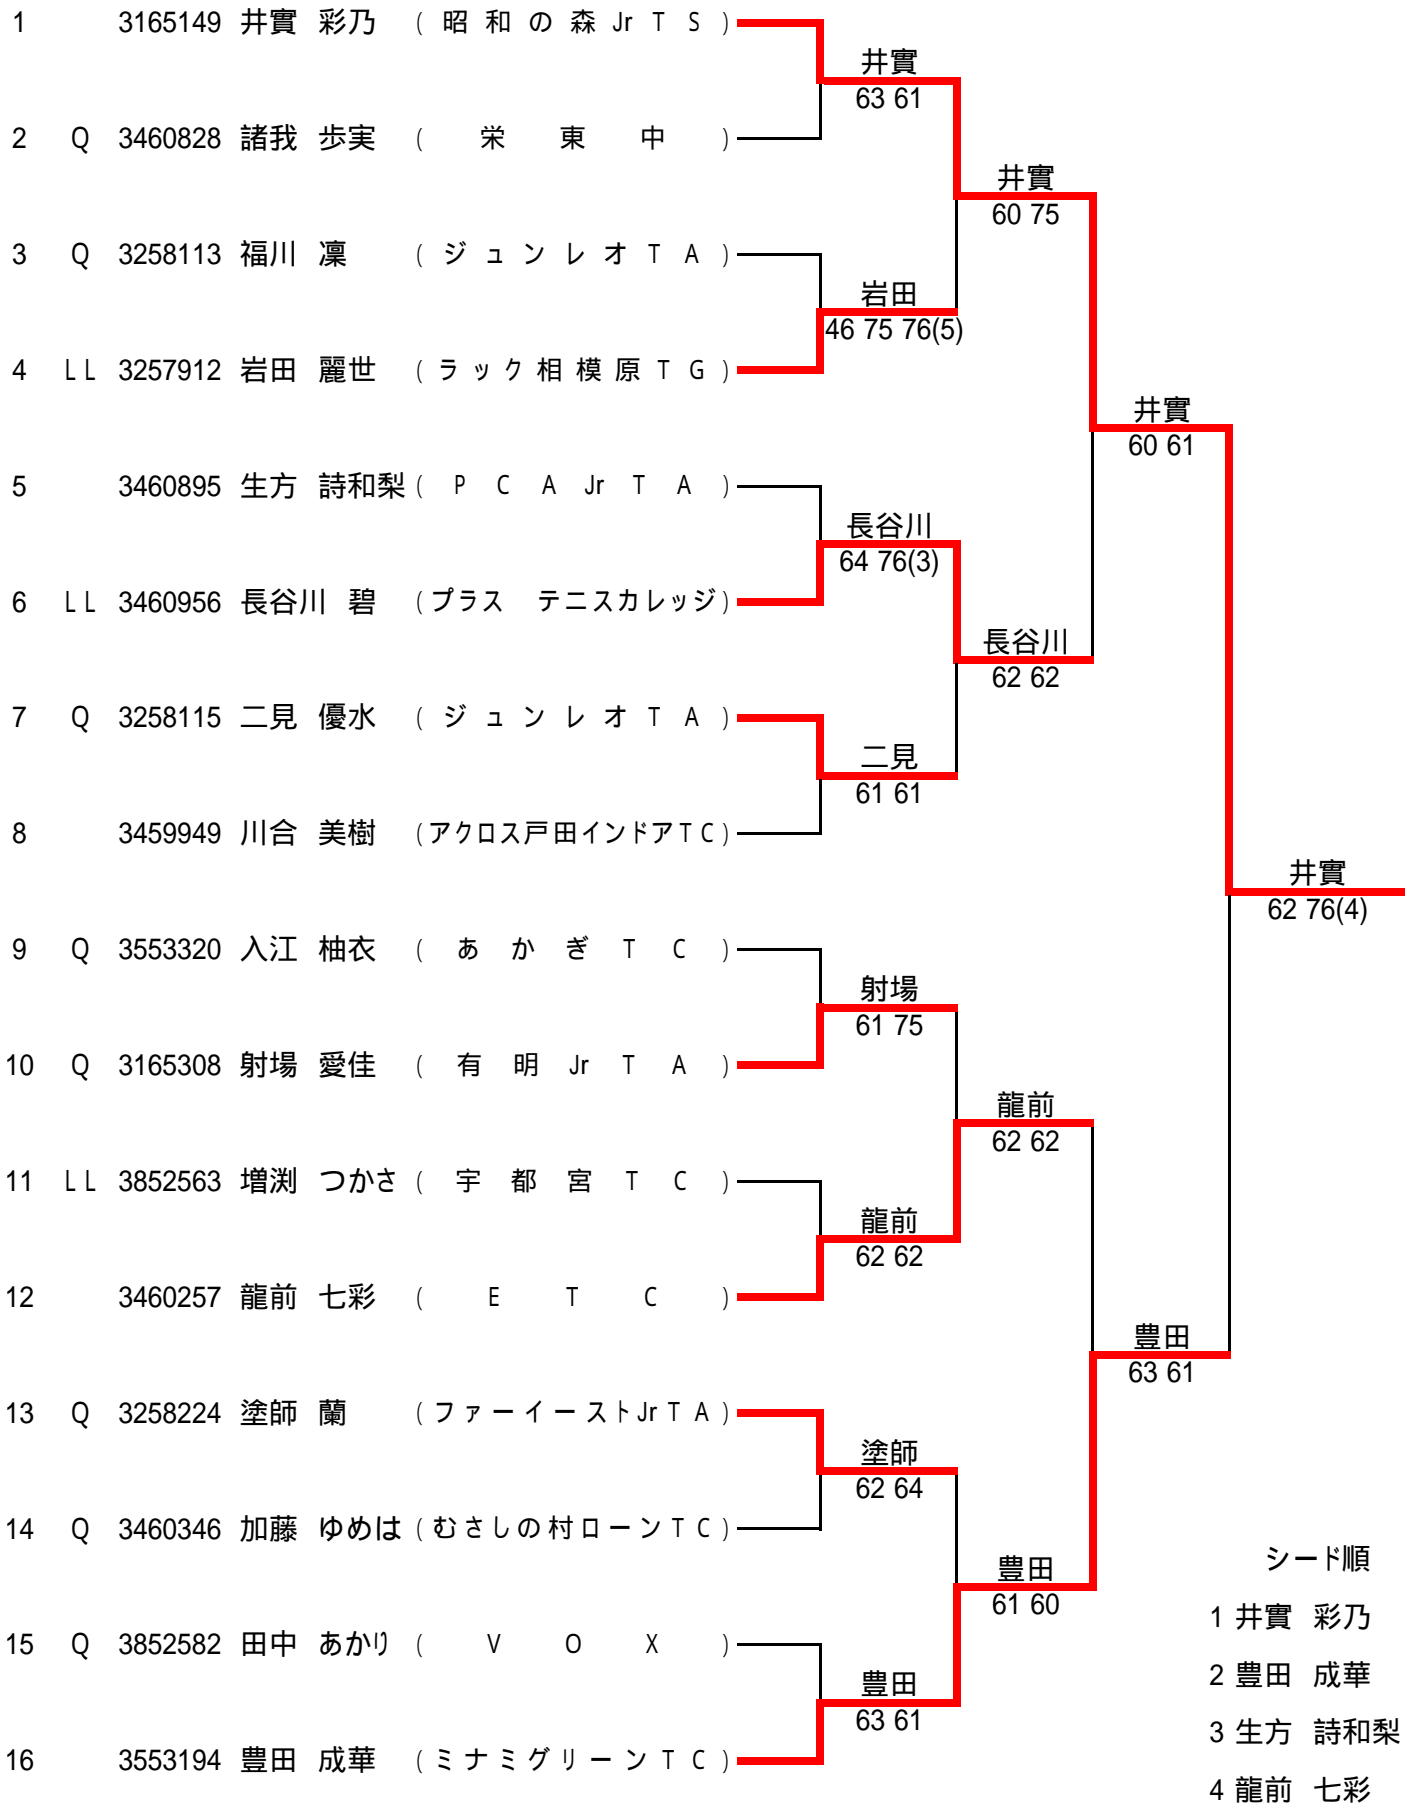 1 3165149 井實 彩乃 ( 昭 和 の 森 Jr T S )
井實
63 61
2 Q 3460828 諸我 歩実 ( 栄 東 中 )
井實
60 75
3 Q 3258113 福川 凜 ( ジ ュ ン レ オ T A )
岩田
46 75 76(5)
4 LL 3257912 岩田 麗世 ( ラ ッ ク 相 模 原 T G )
井實
60 61
5 3460895 生方 詩和梨 ( P C A Jr T A )
長谷川
64 76(3)
6 LL 3460956 長谷川 碧 (プラス テニスカレッジ)
長谷川
62 62
7 Q 3258115 二見 優水 ( ジ ュ ン レ オ T A )
二見
61 61
8 3459949 川合 美樹 (アクロス戸田インドアTC)
井實
62 76(4)
9 Q 3553320 入江 柚衣 ( あ か ぎ T C )
射場
61 75
10 Q 3165308 射場 愛佳 ( 有 明 Jr T A )
龍前
62 62
11 LL 3852563 増渕 つかさ ( 宇 都 宮 T C )
龍前
62 62
12 3460257 龍前 七彩 ( E T C )
豊田
63 61
13 Q 3258224 塗師 蘭 ( フ ァ ー イ ー ス ト Jr T A )
塗師
62 64
14 Q 3460346 加藤 ゆめは (むさしの村ローンTC)
シード順
豊田
61 60
1 井實 彩乃
15 Q 3852582 田中 あかり ( V O X )
2 豊田 成華
豊田
63 61
3 生方 詩和梨
16 3553194 豊田 成華 ( ミ ナ ミ グ リ ー ン T C )
4 龍前 七彩